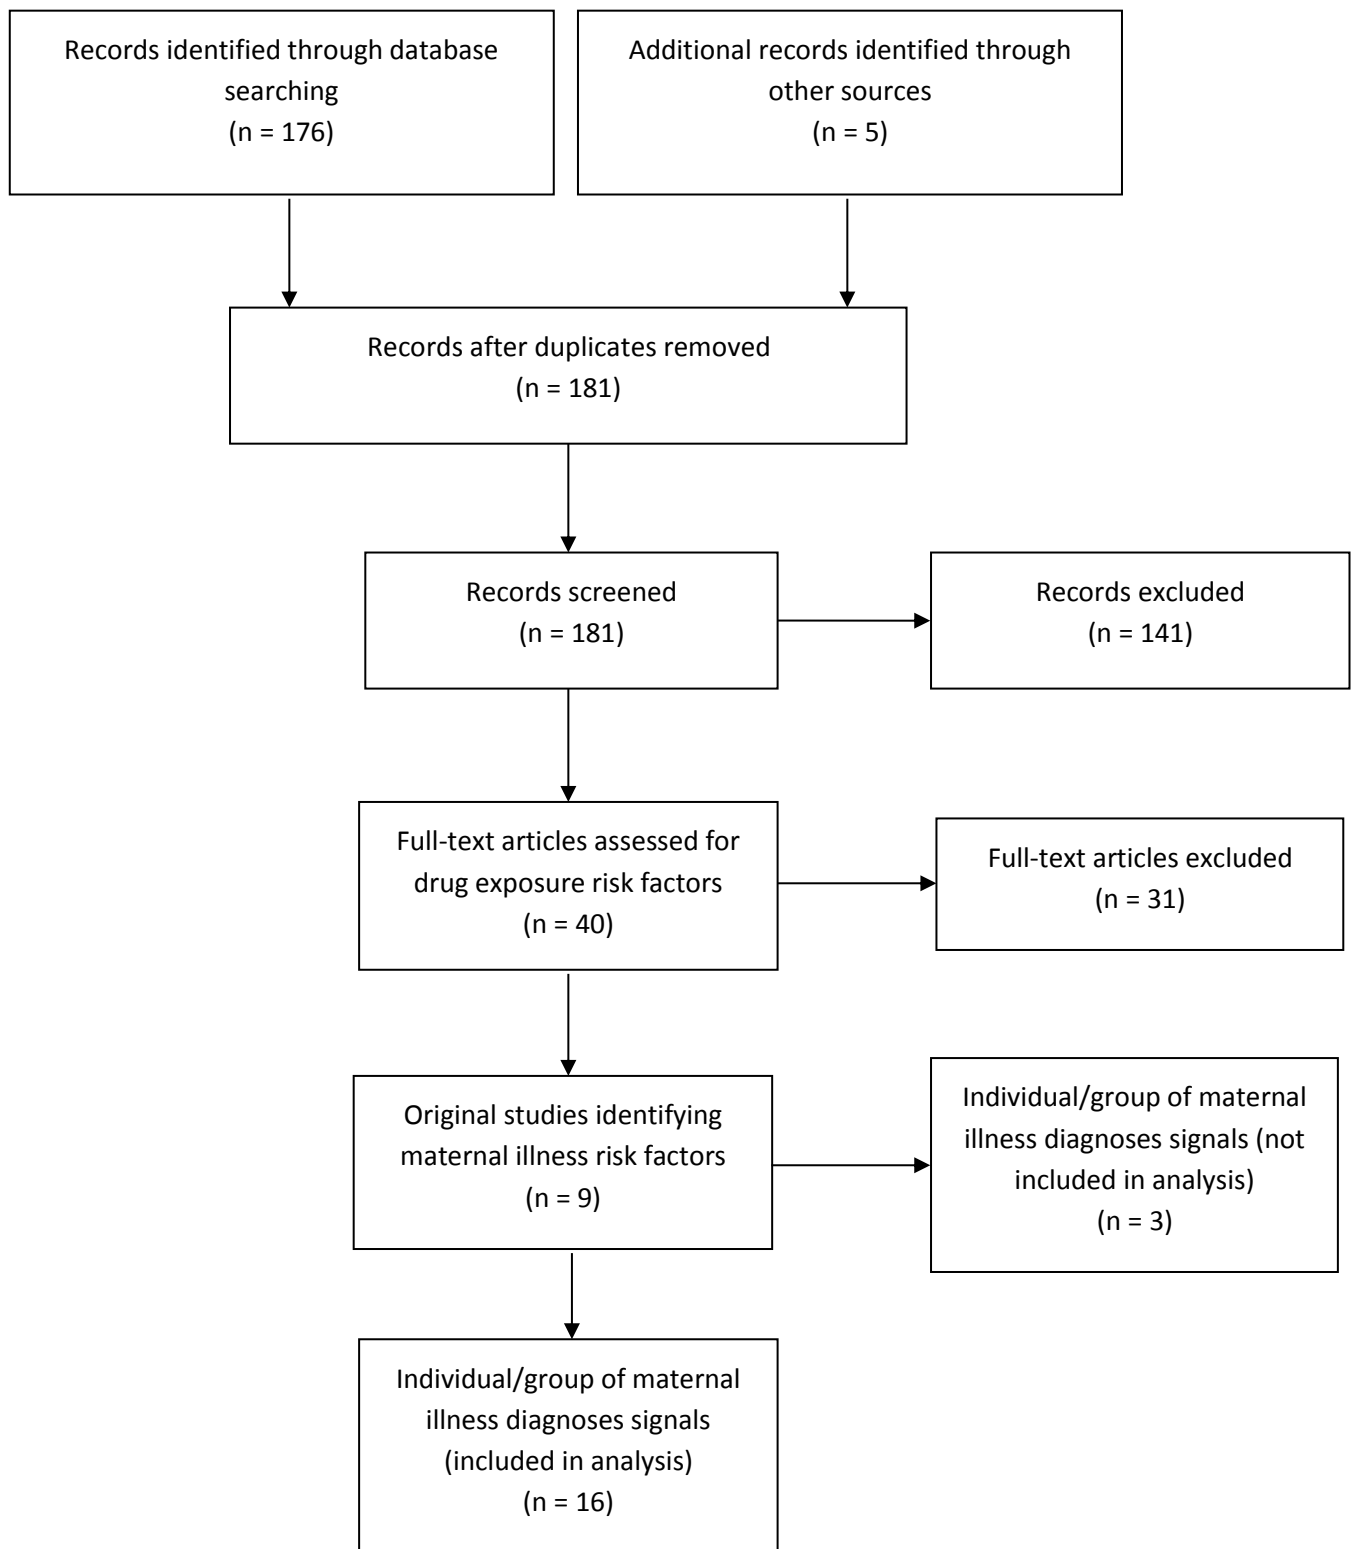 Records identified through database
searching
(n = 176)
Additional records identified through
other sources
(n = 5)
Records after duplicates removed
(n = 181)
Records screened
(n = 181)
Records excluded
(n = 141)
Full-text articles assessed for
drug exposure risk factors
(n = 40)
Full-text articles excluded
(n = 31)
Original studies identifying
maternal illness risk factors
(n = 9)
Individual/group of maternal
illness diagnoses signals (not
included in analysis)
(n = 3)
Individual/group of maternal
illness diagnoses signals
(included in analysis)
(n = 16)